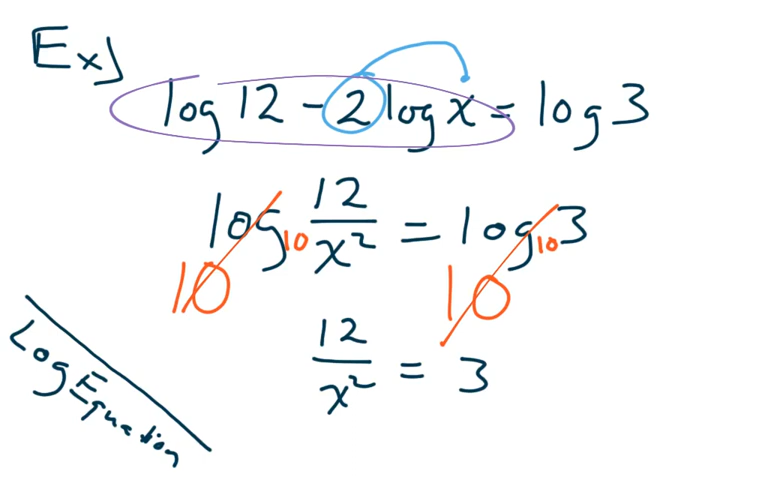 Ex)
log 12 - 2 log x = log 3
log₁₀ 12/x² = log₁₀ 3
10 10
12/x² = 3
Log Equation